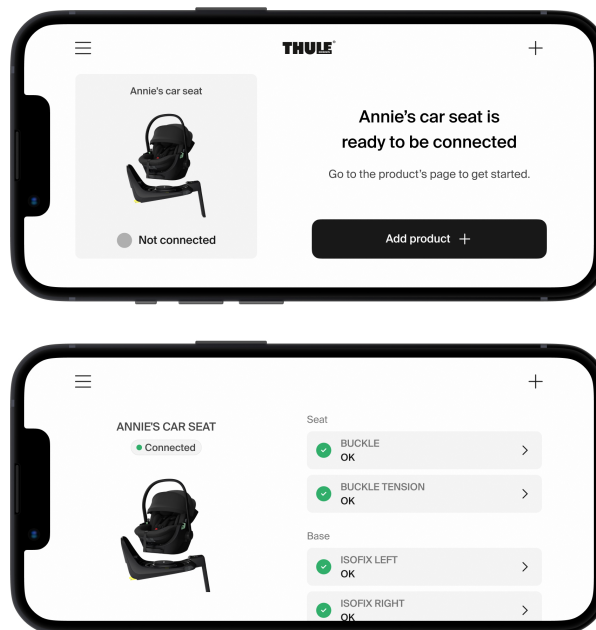 THULE®
Annie's car seat
Not connected
Annie's car seat is
ready to be connected
Go to the product's page to get started.
Add product +
ANNIE'S CAR SEAT
Connected
Seat
BUCKLE
OK
BUCKLE TENSION
OK
Base
ISOFIX LEFT
OK
ISOFIX RIGHT
OK